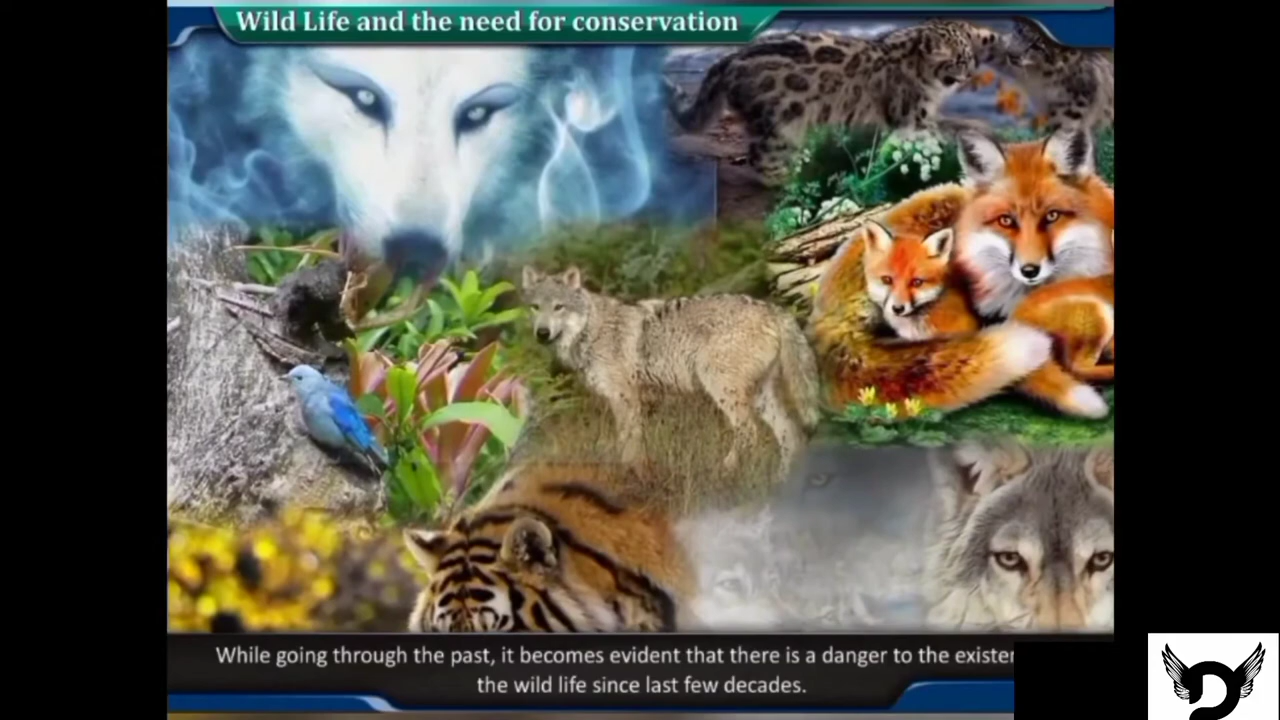 Wild Life and the need for conservation
While going through the past, it becomes evident that there is a danger to the
the wild life since last few decades.